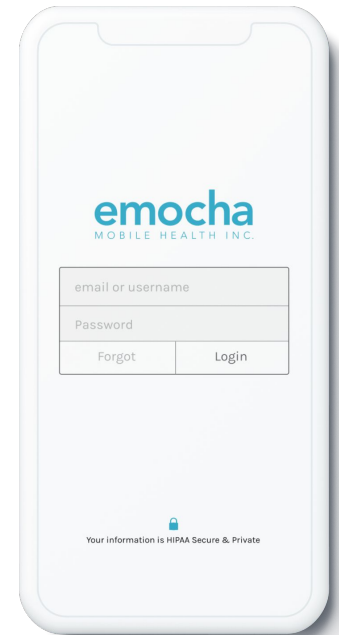 emocha
MOBILE HEALTH INC.
email or username
Password
Forgot Login
Your information is HIPAA Secure & Private